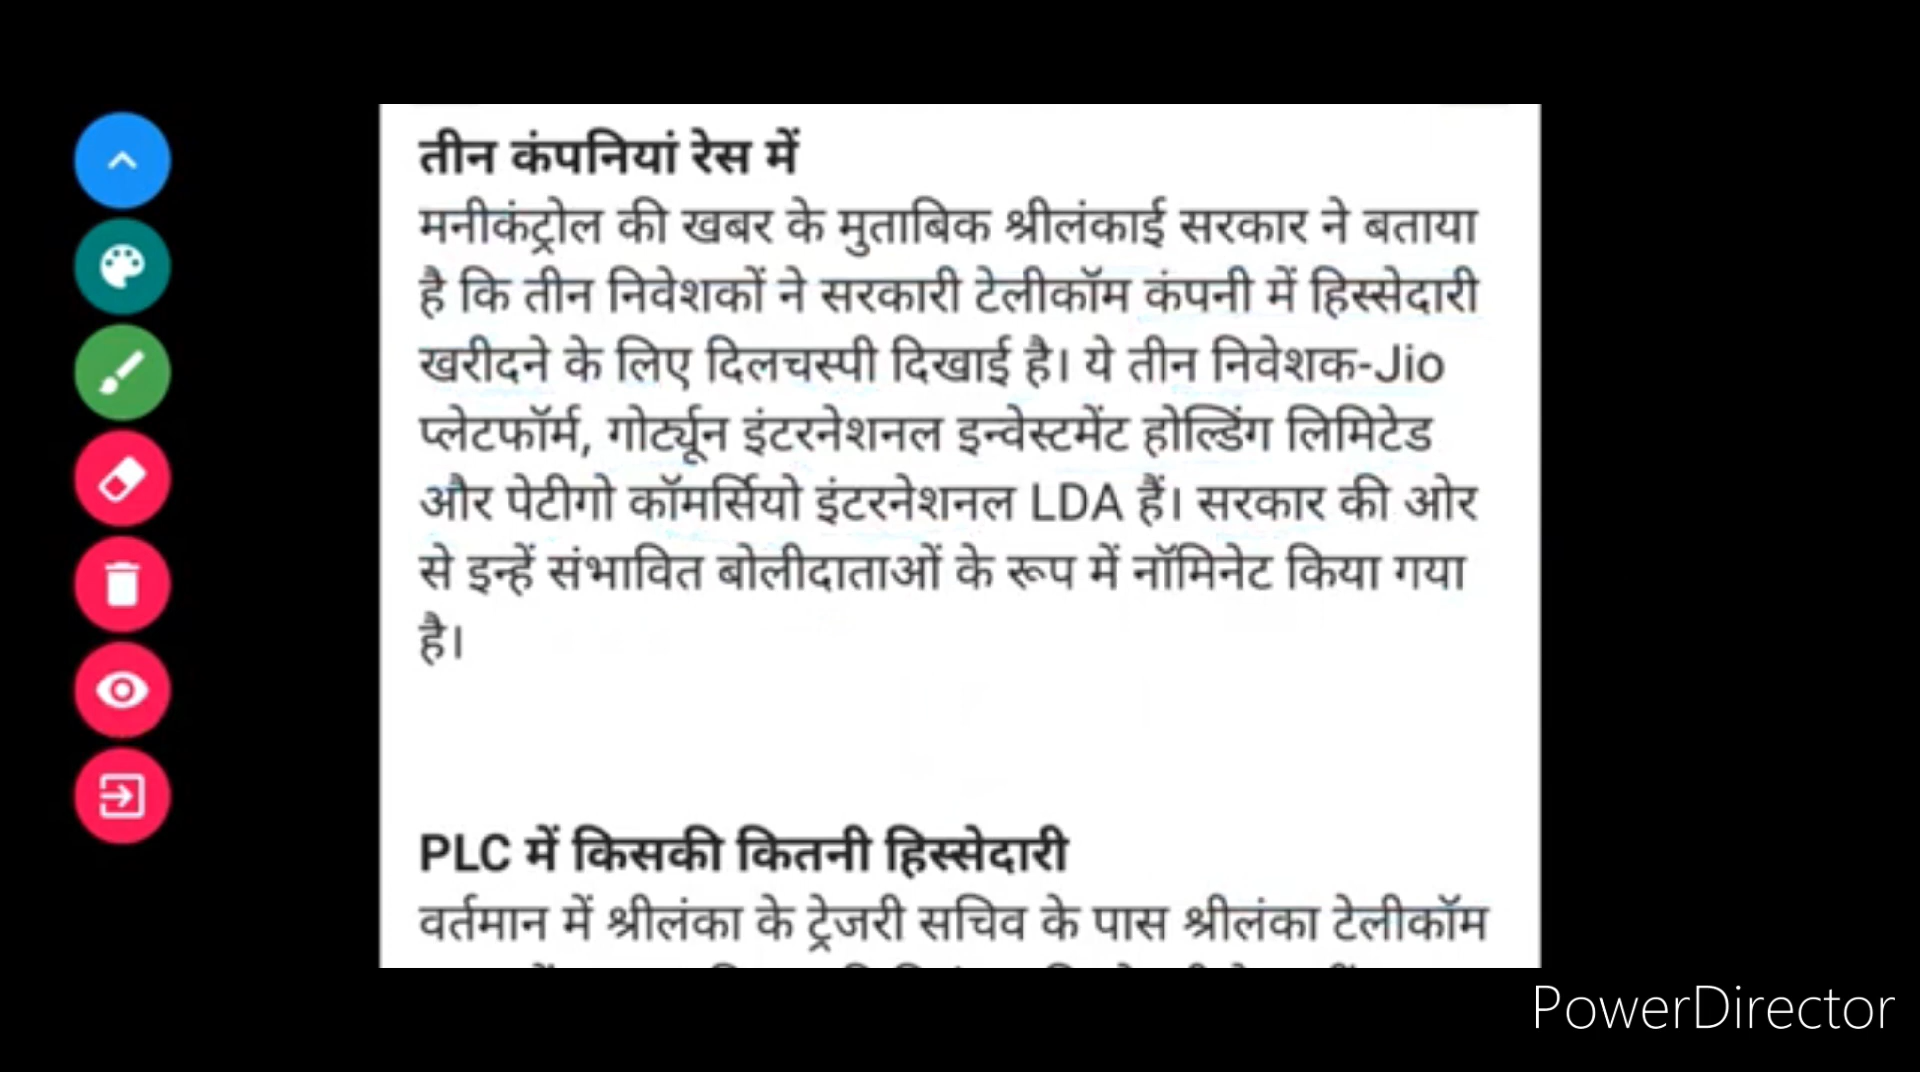 तीन कंपनियां रेस में
मनीकंट्रोल की खबर के मुताबिक श्रीलंकाई सरकार ने बताया
है कि तीन निवेशकों ने सरकारी टेलीकॉम कंपनी में हिस्सेदारी
खरीदने के लिए दिलचस्पी दिखाई है। ये तीन निवेशक-Jio
प्लेटफॉर्म, गोर्ट्यून इंटरनेशनल इन्वेस्टमेंट होल्डिंग लिमिटेड
और पेटीगो कॉमर्सियो इंटरनेशनल LDA हैं। सरकार की ओर
से इन्हें संभावित बोलीदाताओं के रूप में नॉमिनेट किया गया
है।
PLC में किसकी कितनी हिस्सेदारी
वर्तमान में श्रीलंका के ट्रेजरी सचिव के पास श्रीलंका टेलीकॉम
PowerDirector